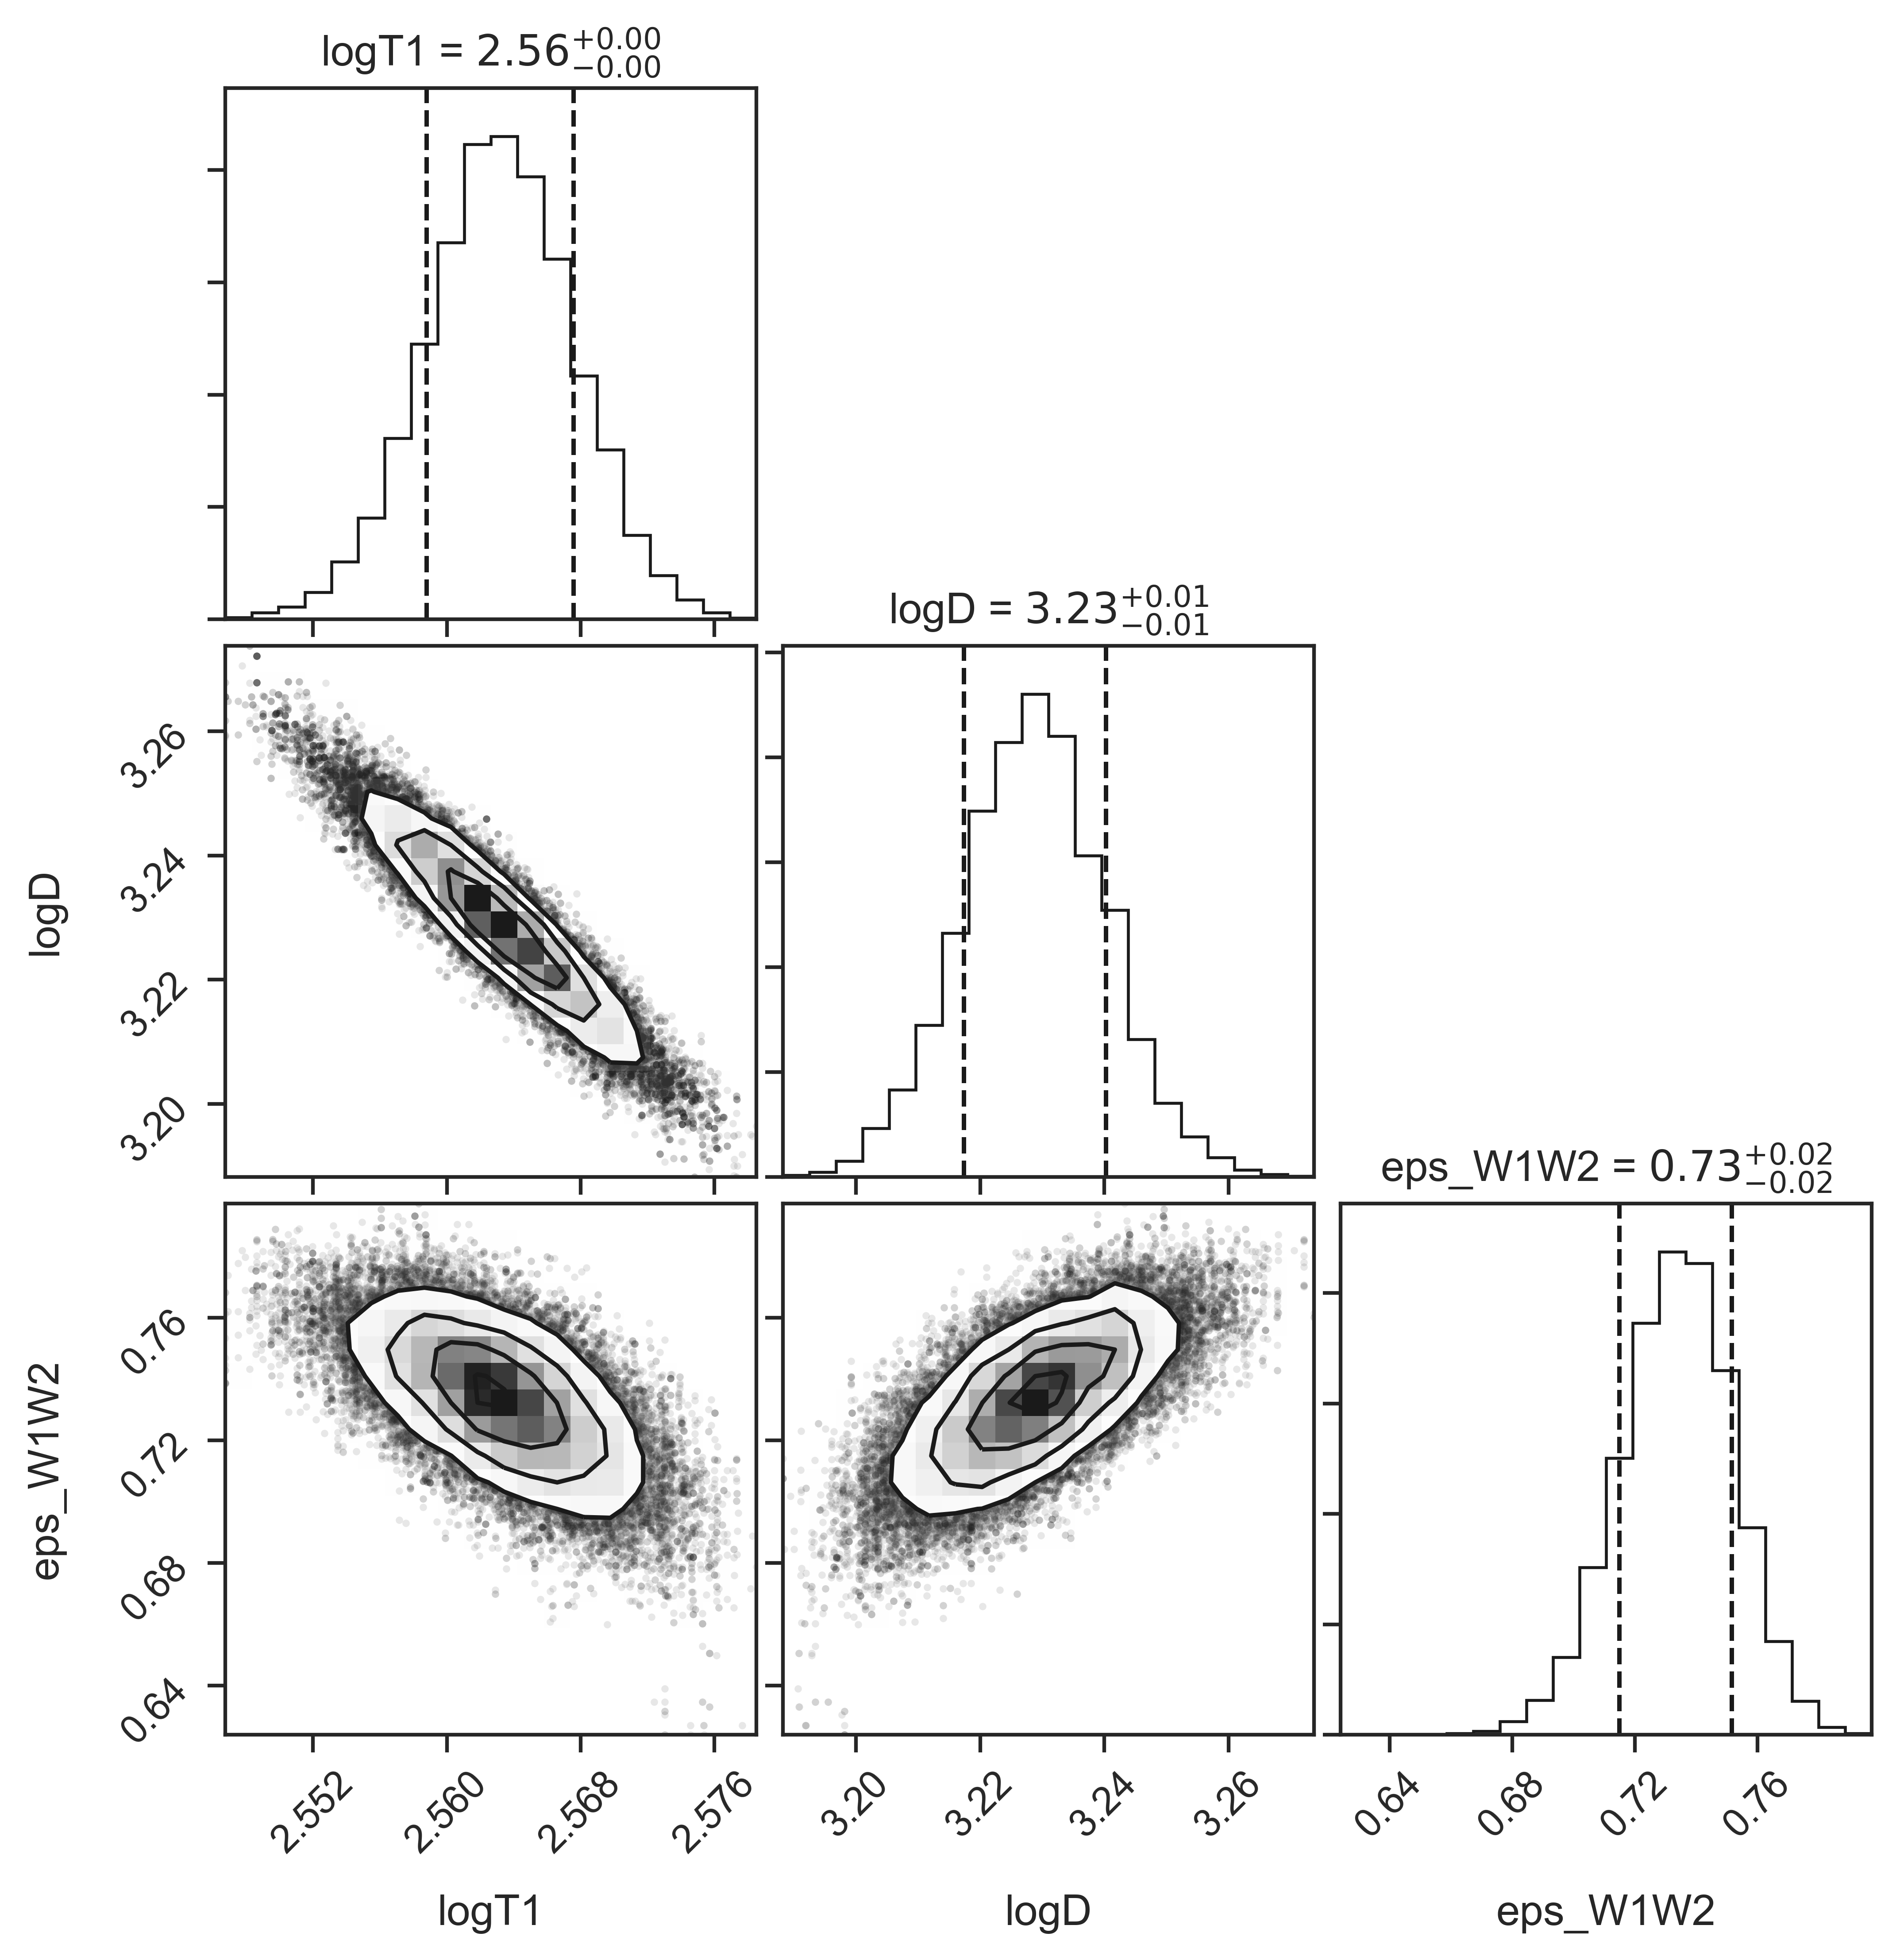 logT1 = 2.56 +0.00 −0.00
logD = 3.23 +0.01 −0.01
3.26
3.24
3.22
3.20
logD
eps_W1W2 = 0.73 +0.02 −0.02
0.76
0.72
0.68
0.64
eps_W1W2
2.552 2.560 2.568 2.576 3.20 3.22 3.24 3.26 0.64 0.68 0.72 0.76
logT1 logD eps_W1W2